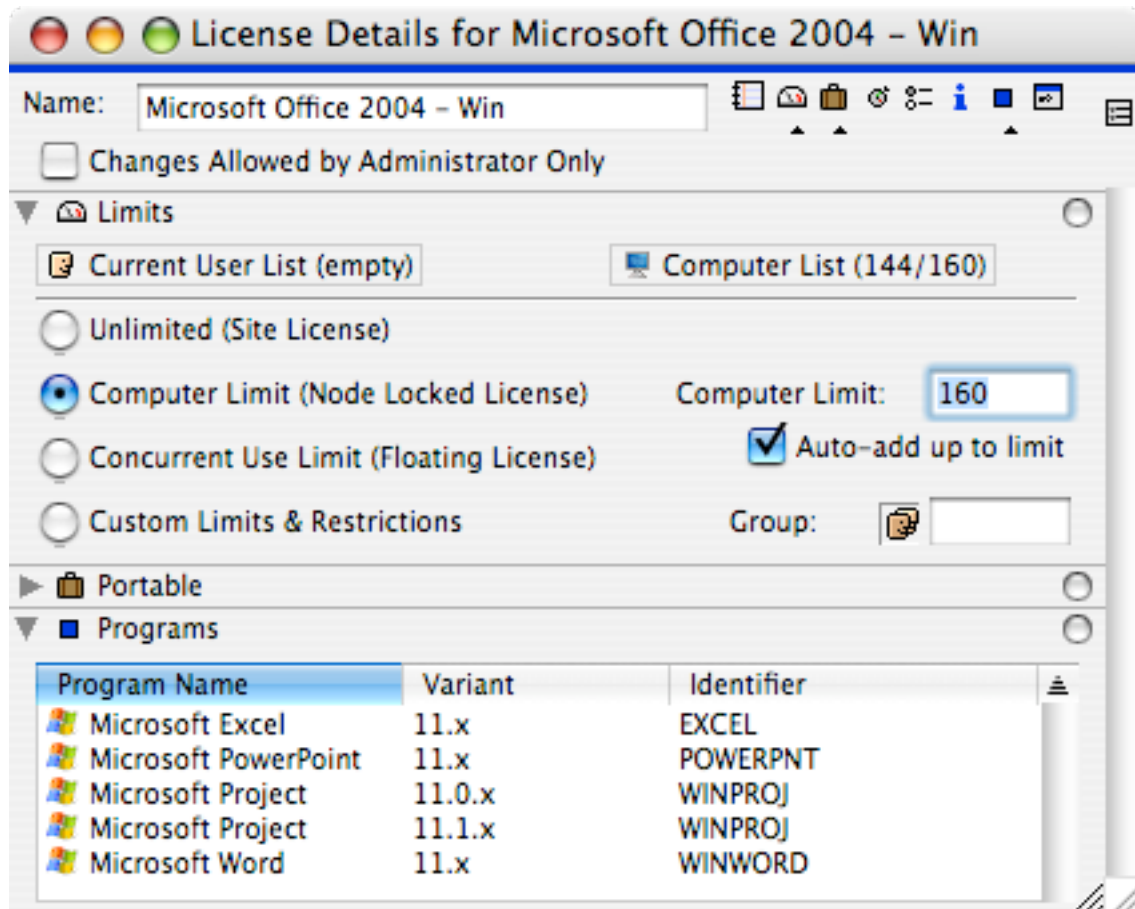 License Details for Microsoft Office 2004 – Win
Name: Microsoft Office 2004 – Win
Changes Allowed by Administrator Only
Limits
Current User List (empty) Computer List (144/160)
Unlimited (Site License)
Computer Limit (Node Locked License) Computer Limit: 160
Auto-add up to limit
Concurrent Use Limit (Floating License)
Custom Limits & Restrictions Group:
Portable
Programs
Program Name Variant Identifier
Microsoft Excel 11.x EXCEL
Microsoft PowerPoint 11.x POWERPNT
Microsoft Project 11.0.x WINPROJ
Microsoft Project 11.1.x WINPROJ
Microsoft Word 11.x WINWORD